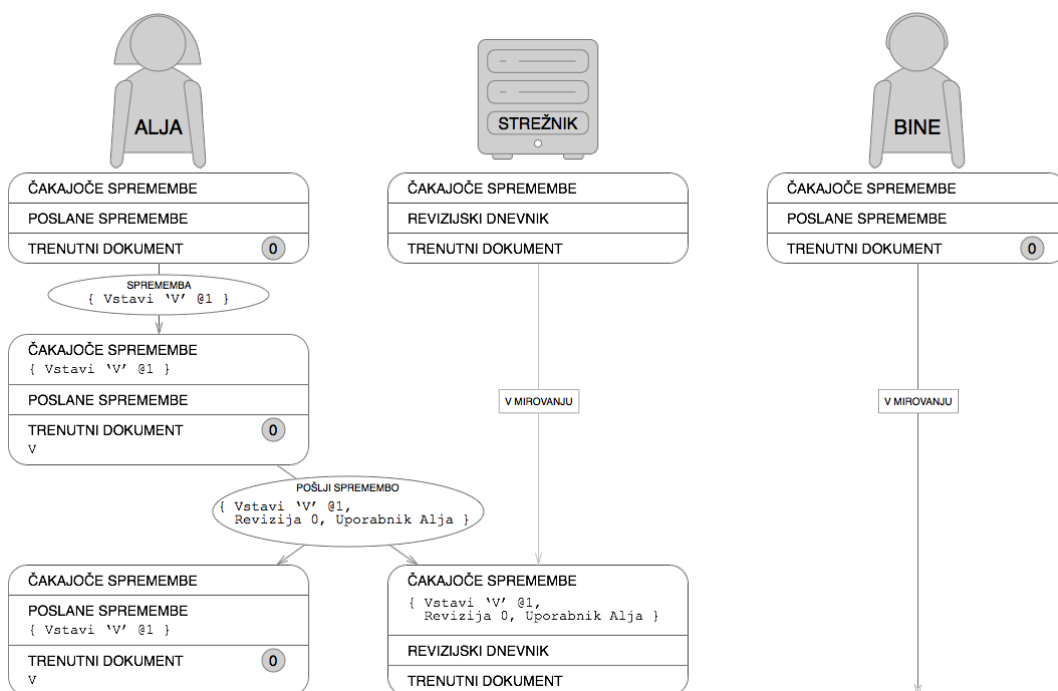 ALJA
STREŽNIK
BINE
ČAKAJOČE SPREMEMBE
POSLANE SPREMEMBE
TRENUTNI DOKUMENT 0
ČAKAJOČE SPREMEMBE
REVIZIJSKI DNEVNIK
TRENUTNI DOKUMENT
ČAKAJOČE SPREMEMBE
POSLANE SPREMEMBE
TRENUTNI DOKUMENT 0
SPREMEMBA
{ Vstavi ‘V’ @1 }
ČAKAJOČE SPREMEMBE
{ Vstavi ‘V’ @1 }
POSLANE SPREMEMBE
TRENUTNI DOKUMENT 0
V
V MIROVANJU
V MIROVANJU
POŠLJI SPREMEMBO
{ Vstavi ‘V’ @1,
Revizija 0, Uporabnik Alja }
ČAKAJOČE SPREMEMBE
POSLANE SPREMEMBE
{ Vstavi ‘V’ @1 }
TRENUTNI DOKUMENT 0
V
ČAKAJOČE SPREMEMBE
{ Vstavi ‘V’ @1,
Revizija 0, Uporabnik Alja }
REVIZIJSKI DNEVNIK
TRENUTNI DOKUMENT